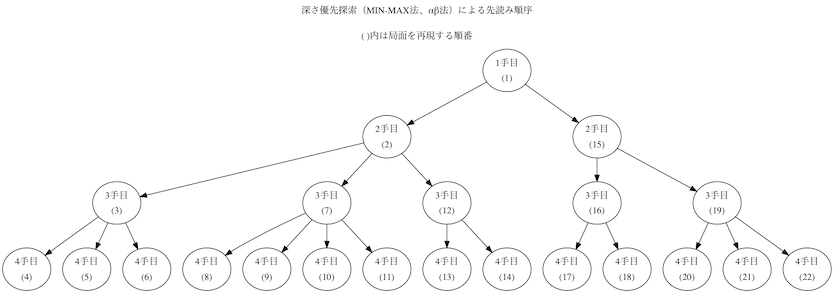 深さ優先探索（MIN-MAX法、αβ法）による先読み順序
( )内は局面を再現する順番
1手目
(1)
2手目
(2)
2手目
(15)
3手目
(3)
3手目
(7)
3手目
(12)
3手目
(16)
3手目
(19)
4手目
(4)
4手目
(5)
4手目
(6)
4手目
(8)
4手目
(9)
4手目
(10)
4手目
(11)
4手目
(13)
4手目
(14)
4手目
(17)
4手目
(18)
4手目
(20)
4手目
(21)
4手目
(22)